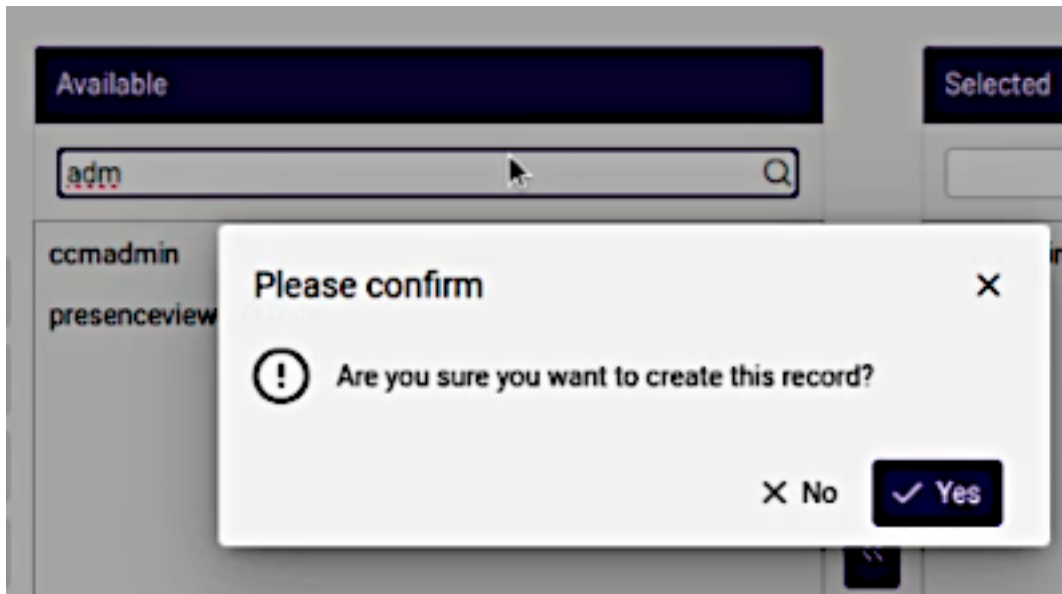 Available
Selected
adm
ccmadmin
presenceview
Please confirm
Are you sure you want to create this record?
No
Yes